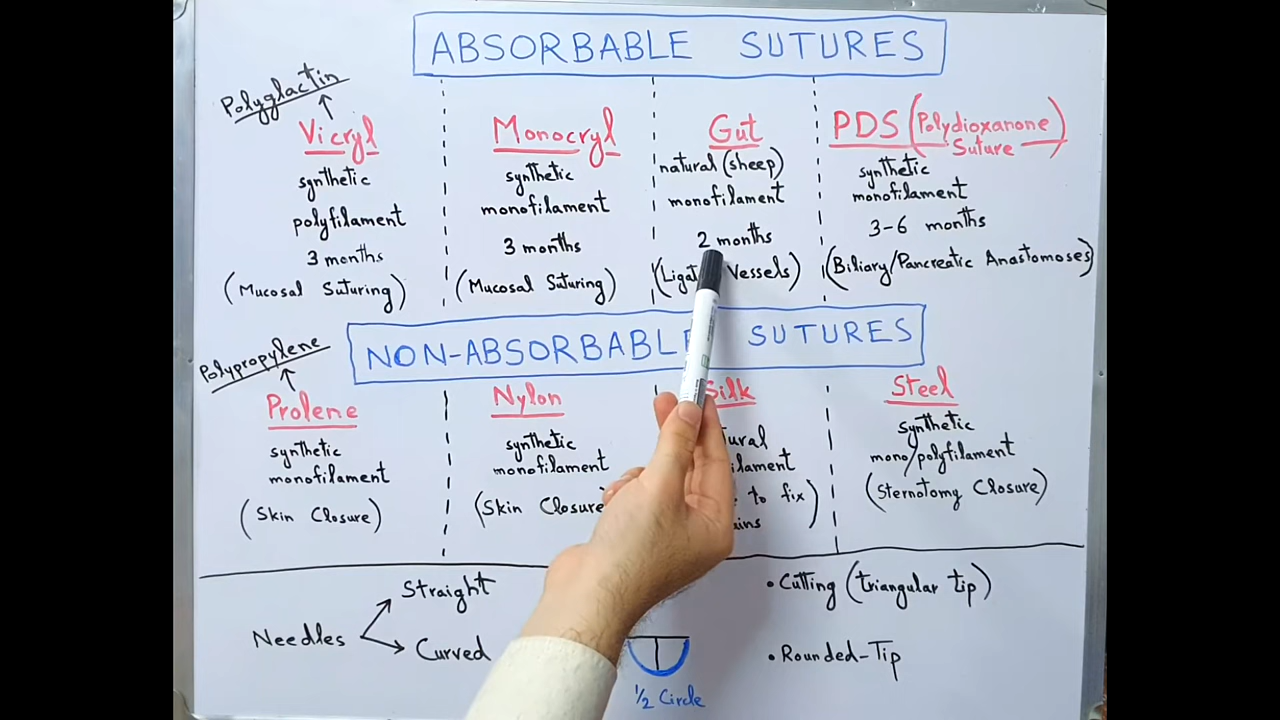 ABSORBABLE SUTURES
Polyglactin
Vicryl
synthetic
polyfilament
3 months
(Mucosal Suturing)
Monocryl
synthetic
monofilament
3 months
(Mucosal Suturing)
Gut
natural (sheep)
monofilament
2 months
Vessels)
PDS (Polydioxanone
Suture)
synthetic
monofilament
3-6 months
(Biliary/Pancreatic Anastomoses)
NON-ABSORBABLE SUTURES
Polypropylene
Prolene
synthetic
monofilament
(Skin Closure)
Nylon
synthetic
monofilament
(Skin Closure
Silk
to fix
Steel
synthetic
mono/polyfilament
(Sternotomy Closure)
Needles
Straight
Curved
1/2 Circle
• Cutting (triangular tip)
• Rounded-Tip